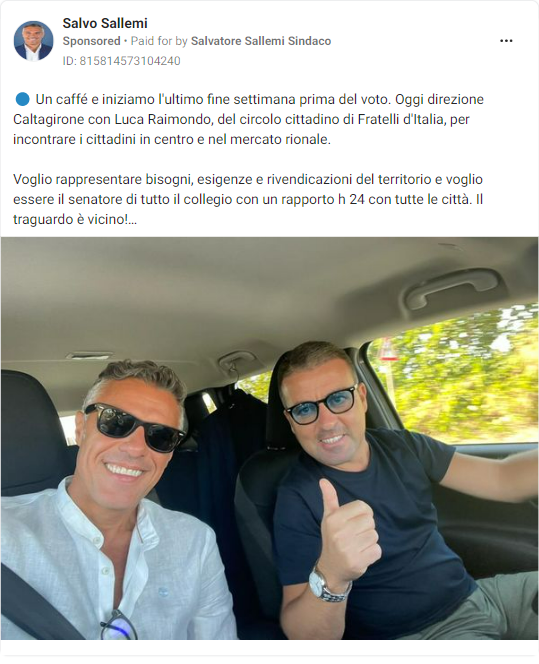 Salvo Sallemi
Sponsored • Paid for by Salvatore Sallemi Sindaco
ID: 815814573104240
Un caffé e iniziamo l'ultimo fine settimana prima del voto. Oggi direzione
Caltagirone con Luca Raimondo, del circolo cittadino di Fratelli d'Italia, per
incontrare i cittadini in centro e nel mercato rionale.
Voglio rappresentare bisogni, esigenze e rivendicazioni del territorio e voglio
essere il senatore di tutto il collegio con un rapporto h 24 con tutte le città. Il
traguardo è vicino!...